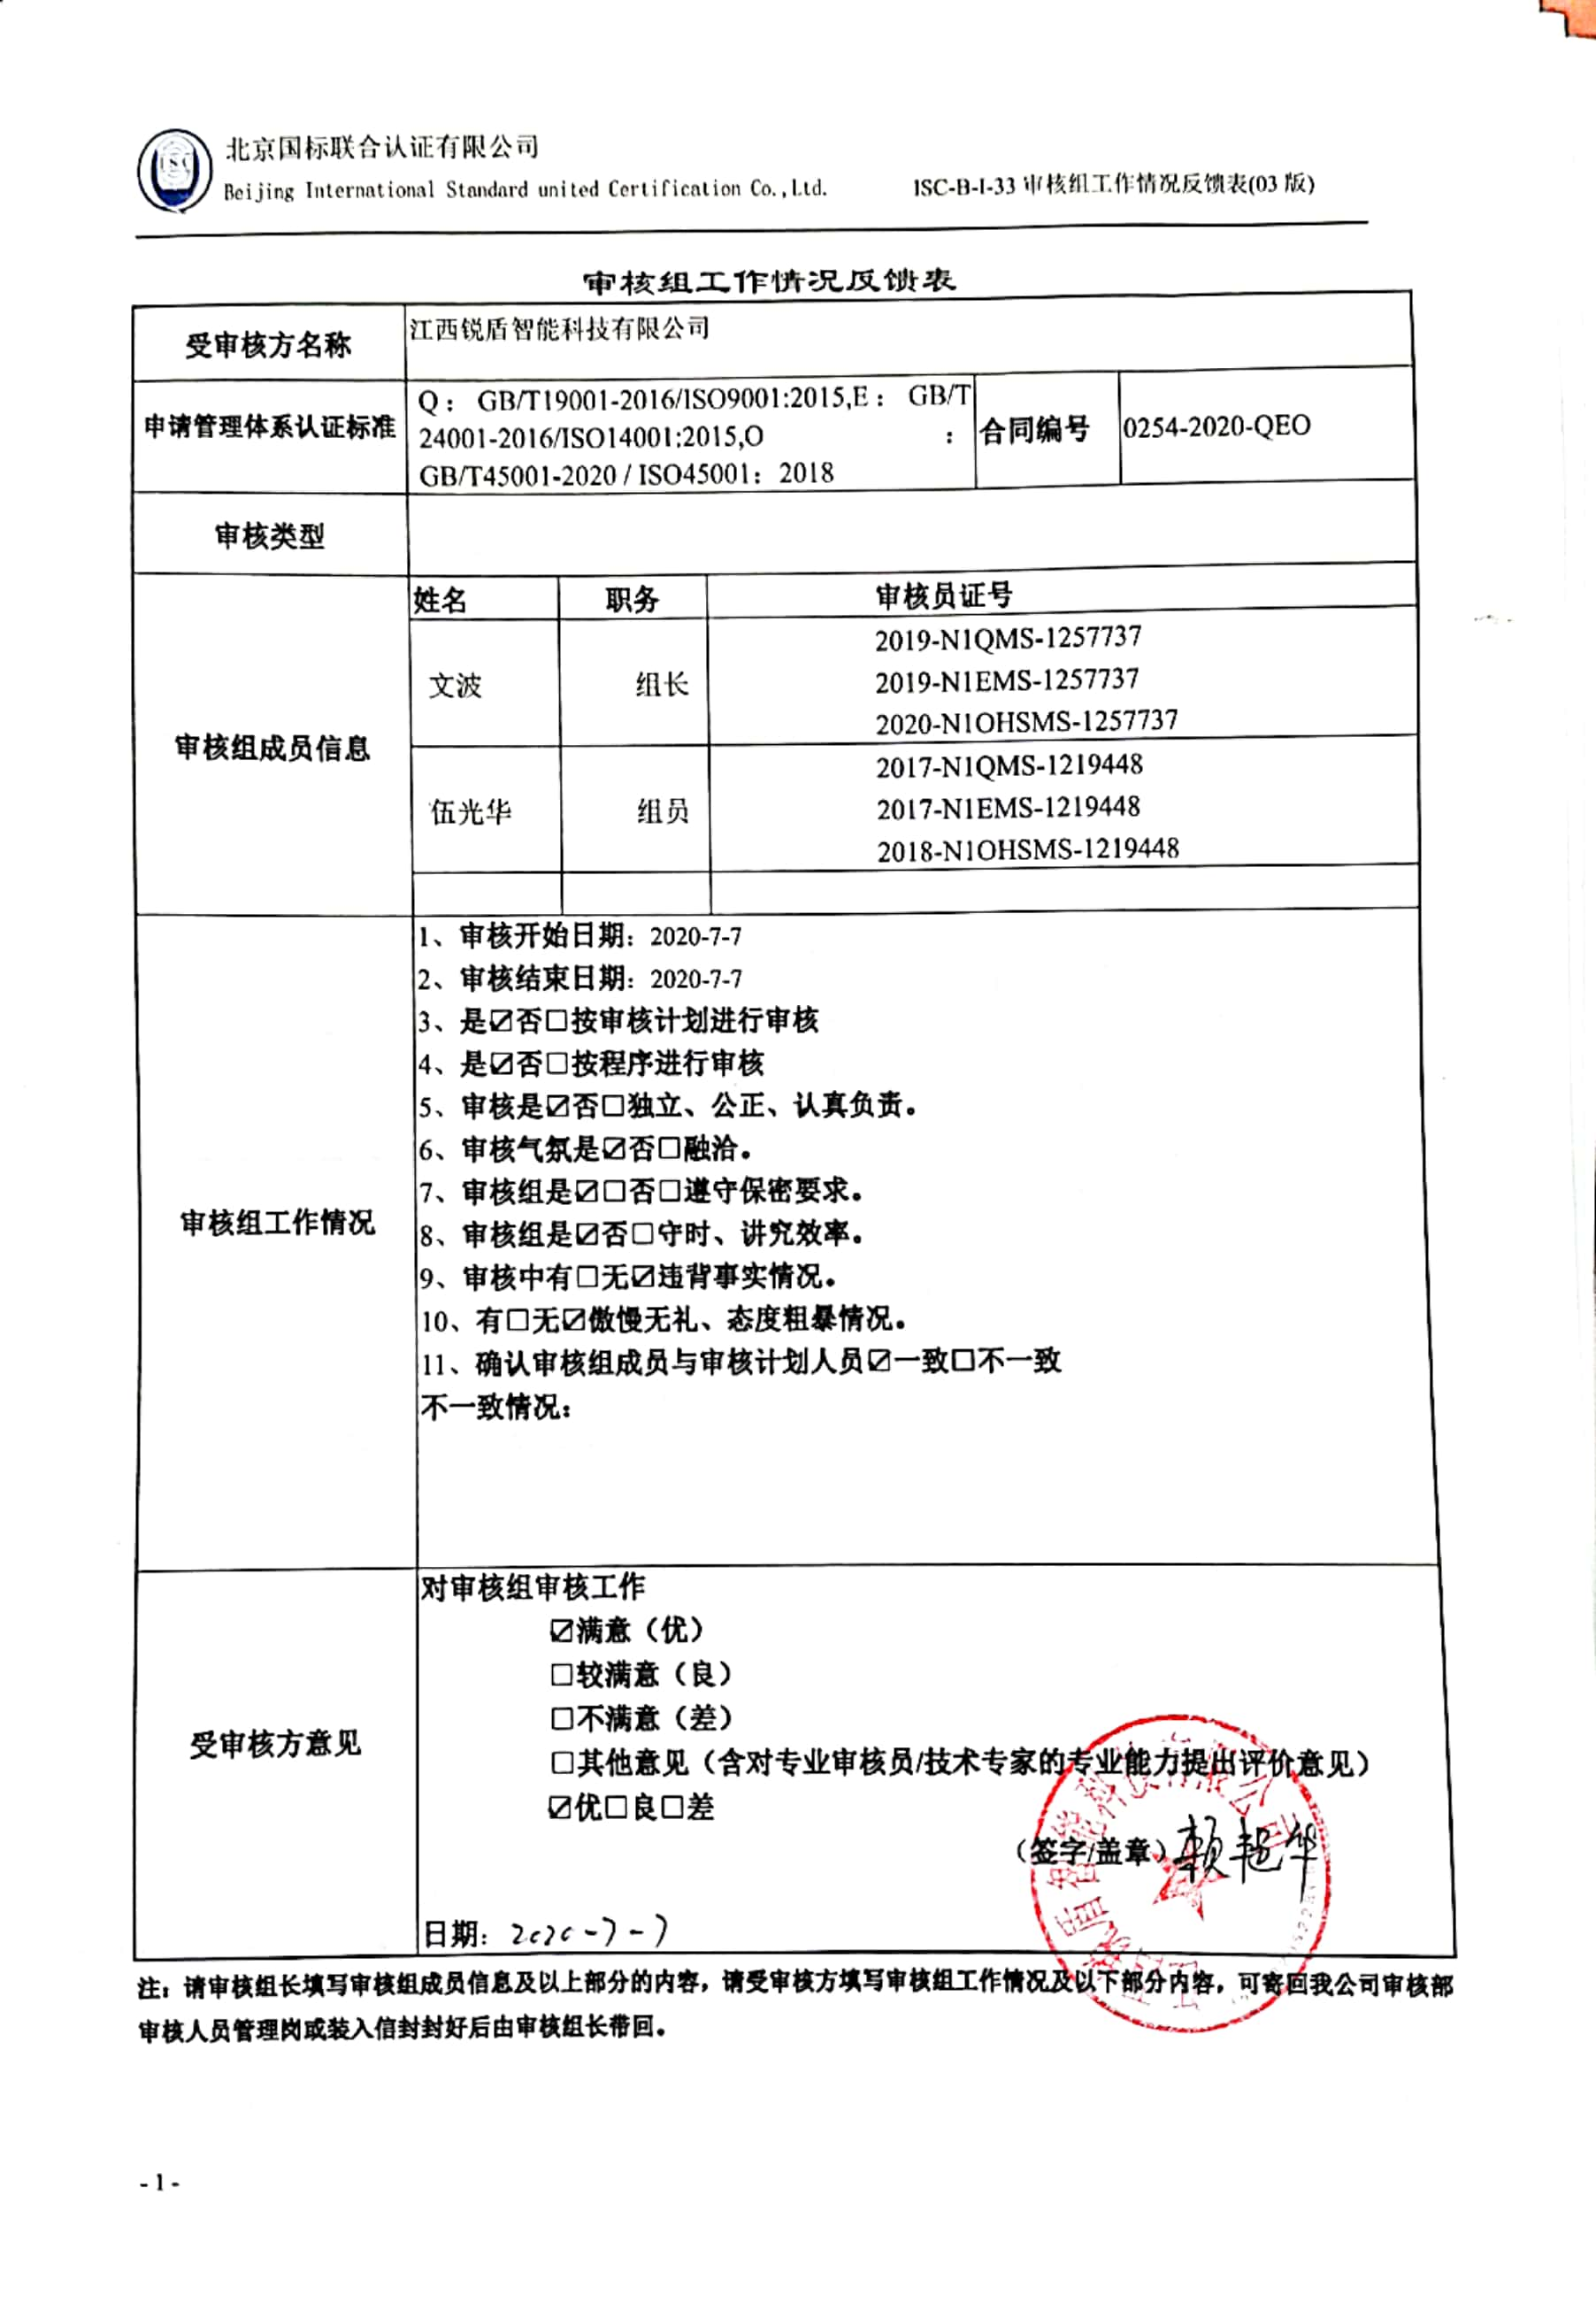 北京国标联合认证有限公司
Beijing International Standard united Certification Co.,Ltd.
ISC-B-I-33 审核组工作情况反馈表(03 版)
审核组工作情况反馈表
受审核方名称
江西锐盾智能科技有限公司
申请管理体系认证标准
Q： GB/T19001-2016/ISO9001:2015,E： GB/T
24001-2016/ISO14001:2015,O ：
GB/T45001-2020 / ISO45001：2018
合同编号
0254-2020-QEO
审核类型
审核组成员信息
姓名 职务 审核员证号
文波 组长
2019-N1QMS-1257737
2019-N1EMS-1257737
2020-N1OHSMS-1257737
伍光华 组员
2017-N1QMS-1219448
2017-N1EMS-1219448
2018-N1OHSMS-1219448
审核组工作情况
1、审核开始日期：2020-7-7
2、审核结束日期：2020-7-7
3、是☑否□按审核计划进行审核
4、是☑否□按程序进行审核
5、审核是☑否□独立、公正、认真负责。
6、审核气氛是☑否□融洽。
7、审核组是☑□否□遵守保密要求。
8、审核组是☑否□守时、讲究效率。
9、审核中有□无☑违背事实情况。
10、有□无☑傲慢无礼、态度粗暴情况。
11、确认审核组成员与审核计划人员☑一致□不一致
不一致情况：
受审核方意见
对审核组审核工作
☑满意（优）
□较满意（良）
□不满意（差）
□其他意见（含对专业审核员/技术专家的专业能力提出评价意见）
☑优□良□差
（签字/盖章）赖艳华
日期：2020-7-7
注：请审核组长填写审核组成员信息及以上部分的内容，请受审核方填写审核组工作情况及以下部分内容，可寄回我公司审核部
审核人员管理岗或装入信封封好后由审核组长带回。
- 1 -